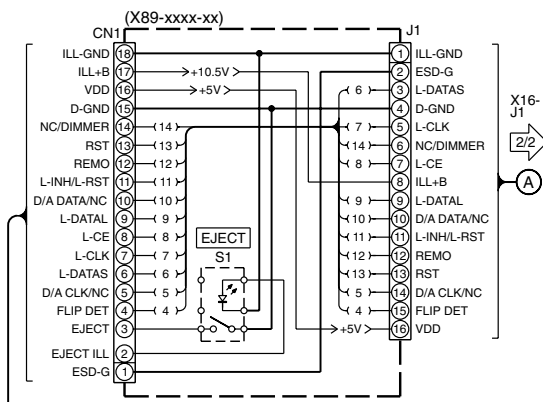 (X89-xxxx-xx)
CN1
J1
ILL-GND 18
ILL+B 17 +10.5V
VDD 16 +5V
D-GND 15
NC/DIMMER 14 14
RST 13 13
REMO 12 12
L-INH/L-RST 11 11
D/A DATA/NC 10 10
L-DATAL 9 9
L-CE 8 8
L-CLK 7 7
L-DATAS 6 6
D/A CLK/NC 5 5
FLIP DET 4 4
EJECT 3
EJECT ILL 2
ESD-G 1
EJECT
S1
1 ILL-GND
2 ESD-G
6 3 L-DATAS
4 D-GND
7 5 L-CLK
14 6 NC/DIMMER
8 7 L-CE
8 ILL+B
9 9 L-DATAL
10 10 D/A DATA/NC
11 11 L-INH/L-RST
12 12 REMO
13 13 RST
5 14 D/A CLK/NC
4 15 FLIP DET
+5V 16 VDD
X16-
J1
2/2
A